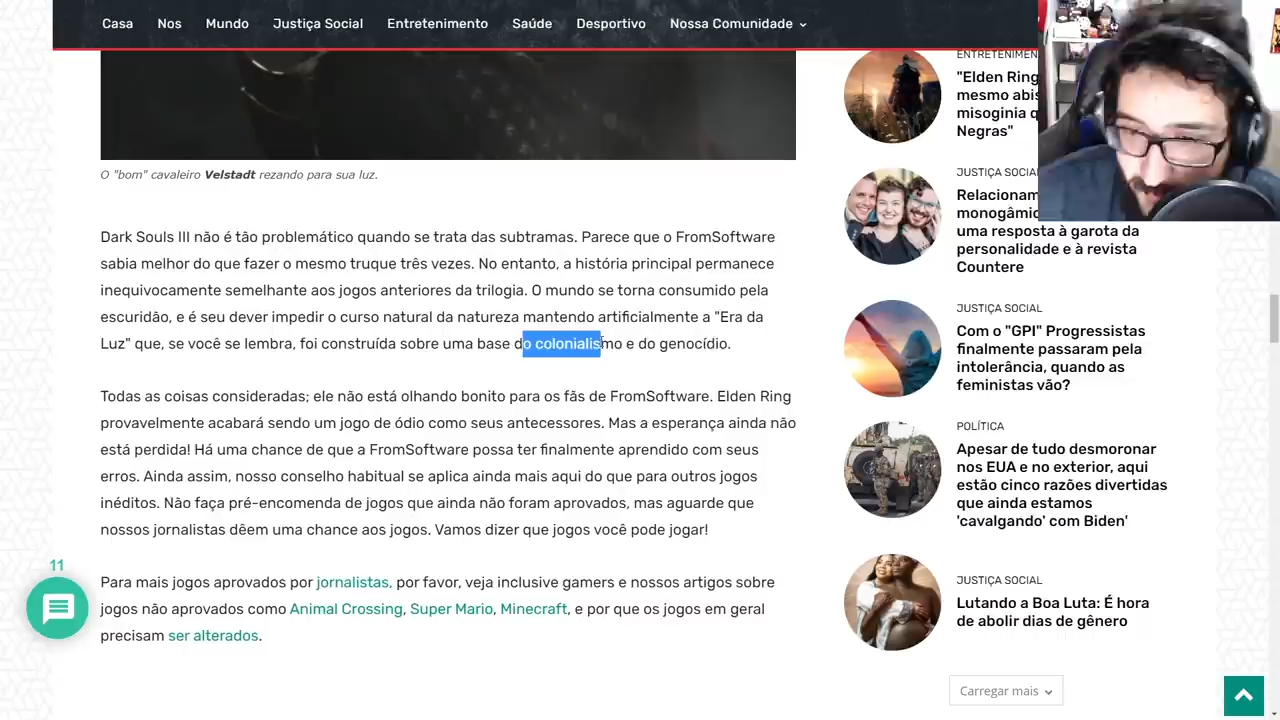 Casa Nos Mundo Justiça Social Entretenimento Saúde Desportivo Nossa Comunidade
O "bom" cavaleiro Velstadt rezando para sua luz.
Dark Souls III não é tão problemático quando se trata das subtramas. Parece que o FromSoftware
sabia melhor do que fazer o mesmo truque três vezes. No entanto, a história principal permanece
inequivocamente semelhante aos jogos anteriores da trilogia. O mundo se torna consumido pela
escuridão, e é seu dever impedir o curso natural da natureza mantendo artificialmente a "Era da
Luz" que, se você se lembra, foi construída sobre uma base do colonialismo e do genocídio.
Todas as coisas consideradas; ele não está olhando bonito para os fãs de FromSoftware. Elden Ring
provavelmente acabará sendo um jogo de ódio como seus antecessores. Mas a esperança ainda não
está perdida! Há uma chance de que a FromSoftware possa ter finalmente aprendido com seus
erros. Ainda assim, nosso conselho habitual se aplica ainda mais aqui do que para outros jogos
inéditos. Não faça pré-encomenda de jogos que ainda não foram aprovados, mas aguarde que
nossos jornalistas dêem uma chance aos jogos. Vamos dizer que jogos você pode jogar!
Para mais jogos aprovados por jornalistas, por favor, veja inclusive gamers e nossos artigos sobre
jogos não aprovados como Animal Crossing, Super Mario, Minecraft, e por que os jogos em geral
precisam ser alterados.
11
"Elden Ring
mesmo
misoginia
Negras"
JUSTIÇA
uma resposta à garota da
personalidade e à revista
Countere
JUSTIÇA SOCIAL
Com o "GPI" Progressistas
finalmente passaram pela
intolerância, quando as
feministas vão?
POLÍTICA
Apesar de tudo desmoronar
nos EUA e no exterior, aqui
estão cinco razões divertidas
que ainda estamos
'cavalgando' com Biden'
JUSTIÇA SOCIAL
Lutando a Boa Luta: É hora
de abolir dias de gênero
Carregar mais